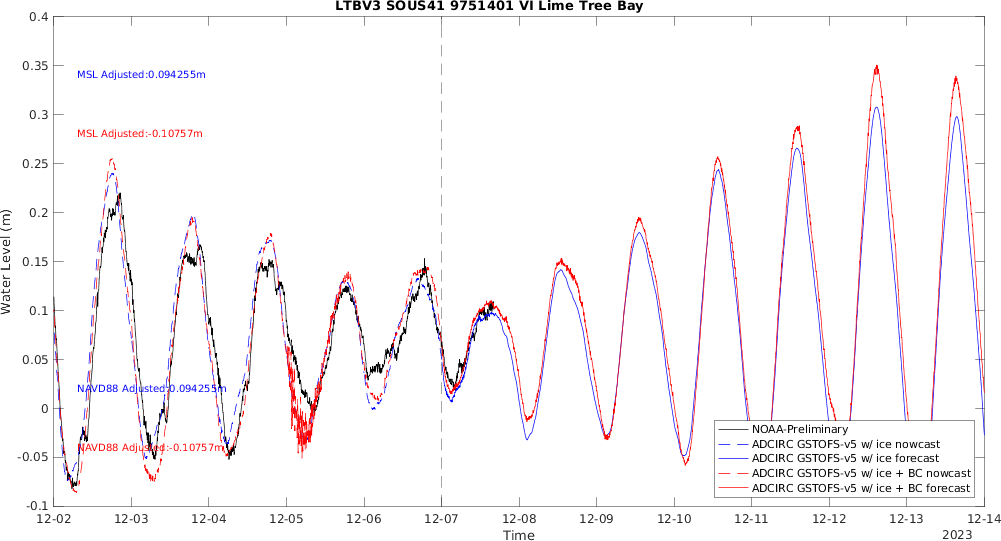 LTBV3 SOUS41 9751401 VI Lime Tree Bay
0.4
0.35
0.3
0.25
0.2
0.15
0.1
0.05
0
-0.05
-0.1
Water Level (m)
MSL Adjusted:0.094255m
MSL Adjusted:-0.10757m
NAVD88 Adjusted:0.094255m
NAVD88 Adjusted:-0.10757m
NOAA-Preliminary
ADCIRC GSTOFS-v5 w/ ice nowcast
ADCIRC GSTOFS-v5 w/ ice forecast
ADCIRC GSTOFS-v5 w/ ice + BC nowcast
ADCIRC GSTOFS-v5 w/ ice + BC forecast
12-02 12-03 12-04 12-05 12-06 12-07 12-08 12-09 12-10 12-11 12-12 12-13 12-14
Time
2023